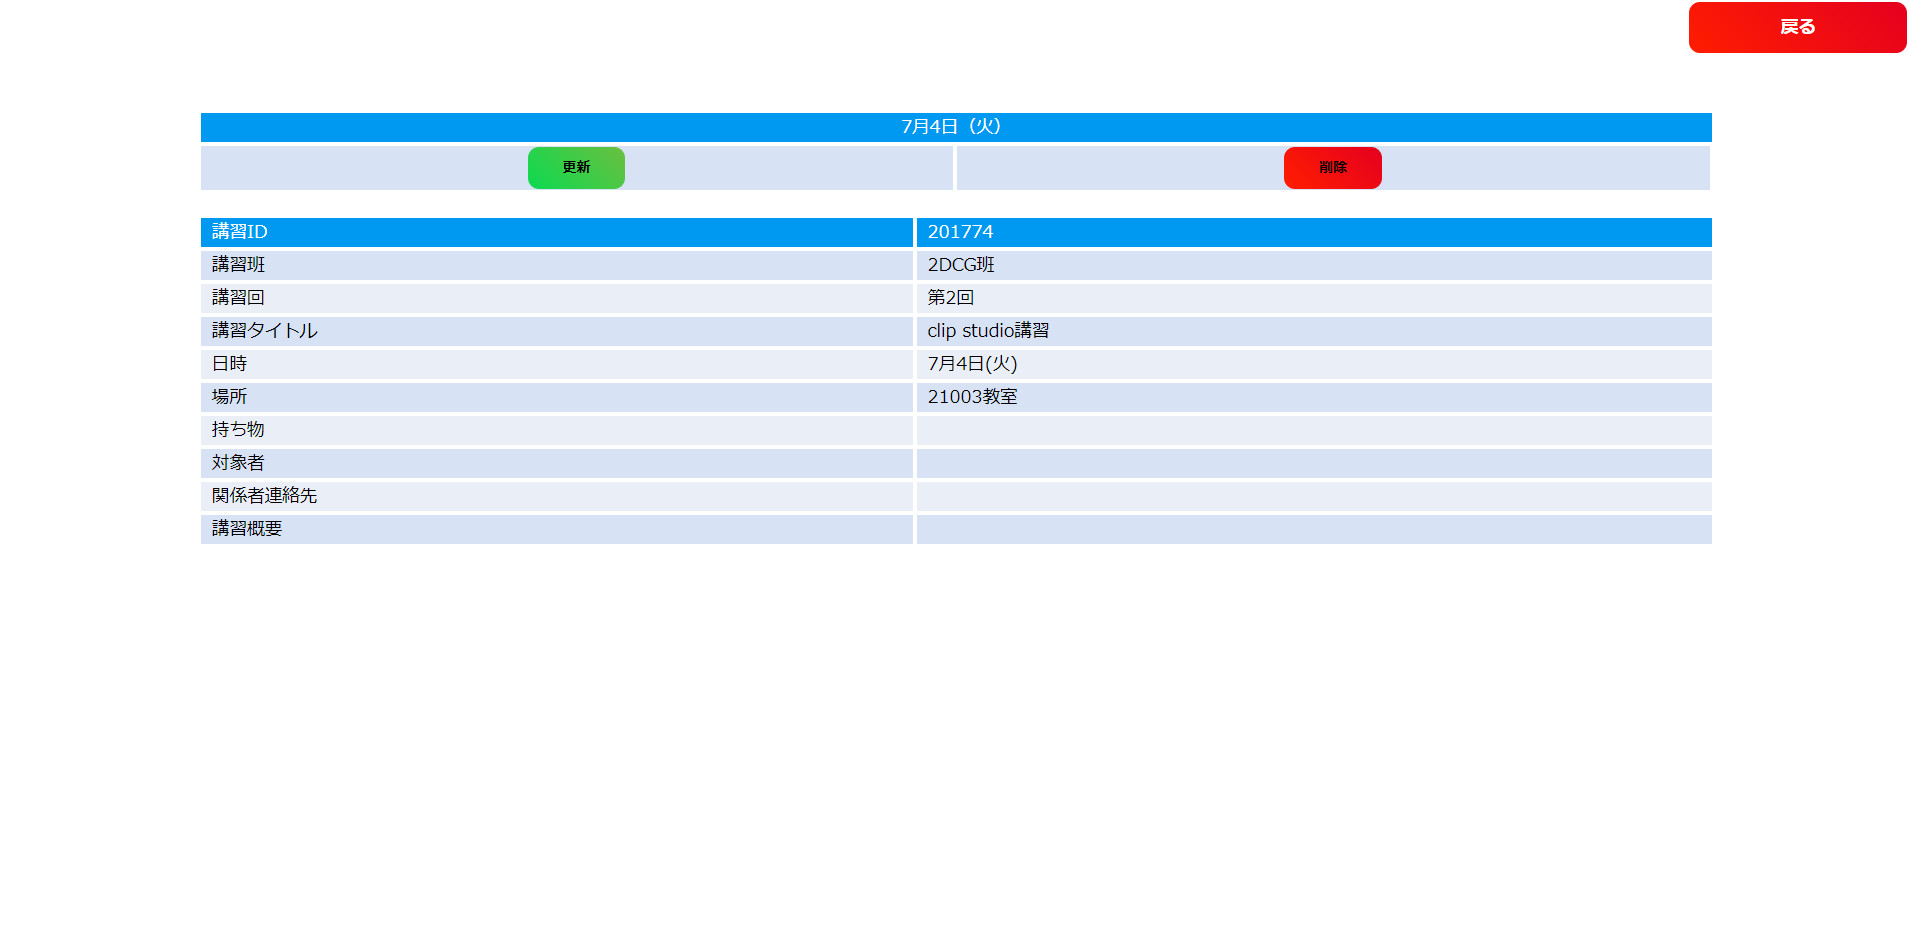 戻る
7月4日（火）
更新 削除
講習ID 201774
講習班 2DCG班
講習回 第2回
講習タイトル clip studio講習
日時 7月4日(火)
場所 21003教室
持ち物
対象者
関係者連絡先
講習概要